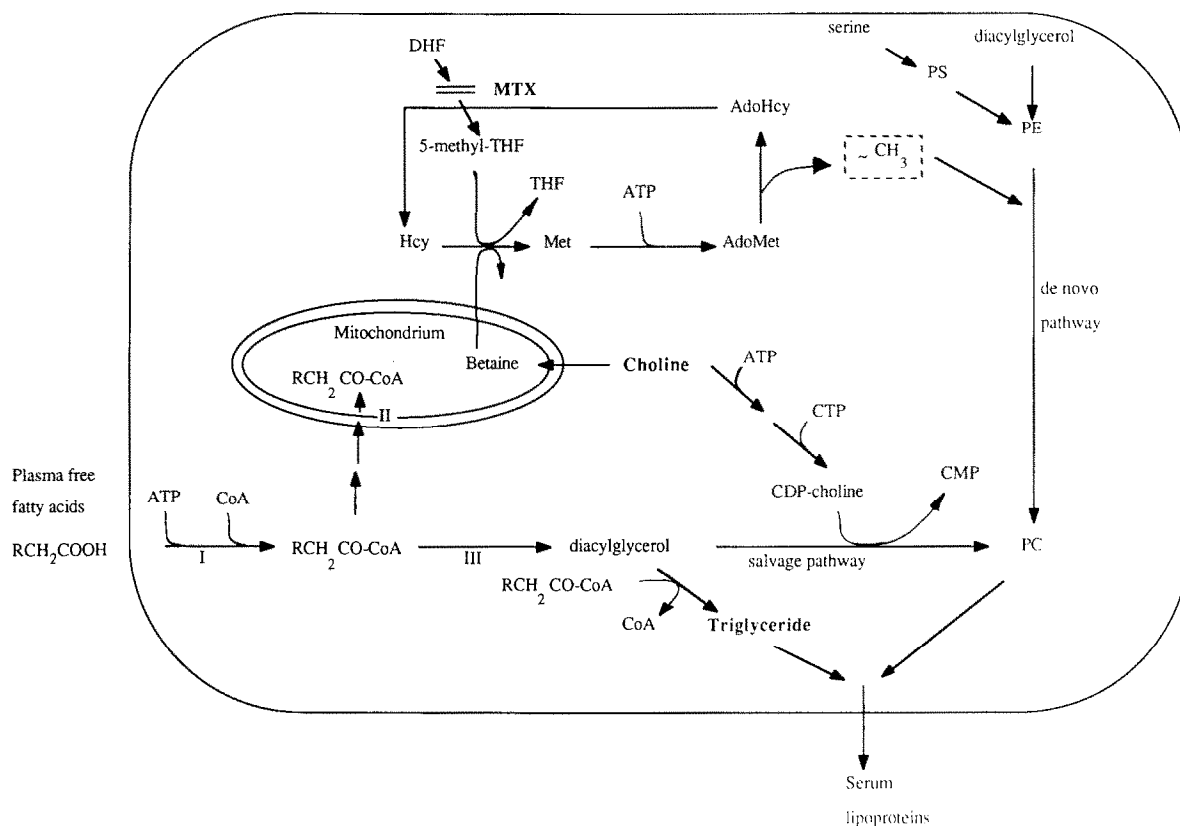 serine
diacylglycerol
DHF
PS
MTX
AdoHcy
PE
5-methyl-THF
~ CH3
THF
ATP
Hcy
Met
AdoMet
de novo
pathway
Mitochondrium
Betaine
Choline
ATP
RCH2 CO-CoA
II
CTP
Plasma free
fatty acids
ATP
CoA
CDP-choline
CMP
RCH2COOH
I
RCH2 CO-CoA
III
diacylglycerol
salvage pathway
PC
RCH2 CO-CoA
CoA
Triglyceride
Serum
lipoproteins